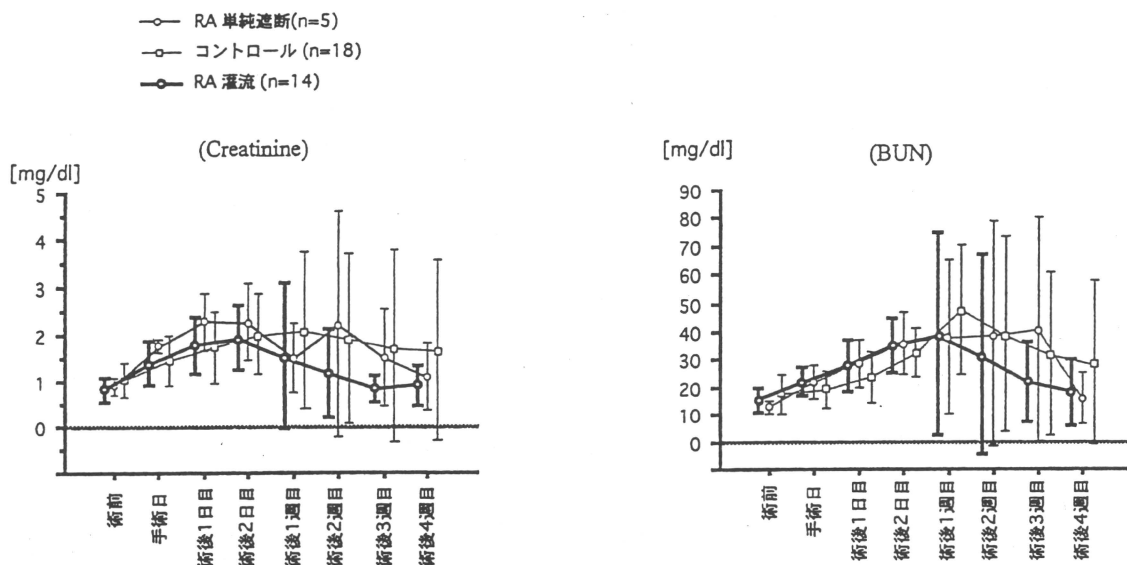 RA 単純遮断(n=5)
コントロール (n=18)
RA 灌流 (n=14)
(Creatinine)
[mg/dl]
5
4
3
2
1
0
術前
手術日
術後1日目
術後2日目
術後1週目
術後2週目
術後3週目
術後4週目
(BUN)
[mg/dl]
90
80
70
60
50
40
30
20
10
0
術前
手術日
術後1日目
術後2日目
術後1週目
術後2週目
術後3週目
術後4週目